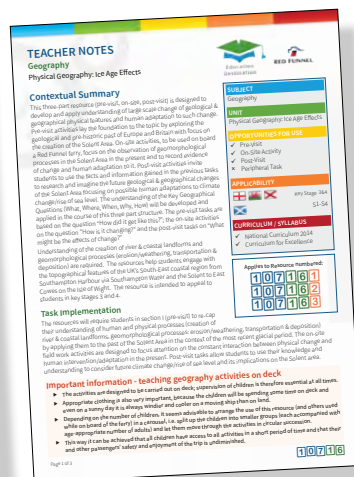 TEACHER NOTES
Geography
Physical Geography: Ice Age Effects
RED FUNNEL
Contextual Summary
This three-part resource (pre-visit, on-site, post-visit) is designed to
develop and apply understanding of large scale change of geological &
geographical physical features and human adaptation to such change.
Pre-visit activities lay the foundation to the topic by exploring the
geological and pre-historic past of Europe and Britain with focus on
the creation of the Solent Area. On-site activities, to be used on board
a Red Funnel ferry, focus on the observation of geomorphological
processes in the Solent Area in the present and to record evidence
of change and human adaptation to it. Post-visit activities invite
students to use the facts and information gained in the previous tasks
to research and imagine the future geological & geographical changes
of the Solent Area focusing on possible human adaptations to climate
change/rise of sea level. Understanding of the Key Geographical
Questions (What, Where, When, Why, How) will be developed and
applied in the course of this three part structure. The pre-visit tasks are
based on the question "How did it get like this?", the on-site activities
on the question "How is it changing?" and the post-visit tasks on "What
might be the affects of change?"
Understanding of the creation of river & coastal landforms and
geomorphological processes (erosion/weathering, transportation &
deposition) are retained. The resources help students engage with
the topographical features of the UK's South-East coastal region from
Southampton Harbour via Southampton Water and the Solent to East
Cowes on the Isle of Wight. The resource is intended to appeal to
students in key stages 3 and 4.
Task Implementation
The resources will require students in section I (pre-visit) to re-cap
their understanding of human and physical processes (creation of
river & coastal landforms, geomorphological processes: erosion/weathering, transportation & deposition)
by applying them to the past of the Solent Area in the context of the most recent glacial period. The on-site
field work activities are designed to focus attention on the constant interaction between physical change and
human intervention/adaptation in the present. Post-visit tasks allow students to use their knowledge and
understanding to consider future climate change/rise of sea level and its implications on the Solent area.
SUBJECT
Geography
UNIT
Physical Geography: Ice Age Effects
OPPORTUNITIES FOR USE
✓ Pre-Visit
✓ On-Site Activity
✓ Post-Visit
× Peripheral Task
APPLICABILITY
Key Stage 3&4
S1-S4
CURRICULUM / SYLLABUS
✓ National Curriculum 2014
✓ Curriculum for Excellence
Applies to Resource numbered:
107161
107162
107163
Important information - teaching geography activities on deck
► The activities are designed to be carried out on deck; supervision of children is therefore essential at all times.
► Appropriate clothing is also very important, because the children will be spending some time on deck and
even on a sunny day it is always windier and cooler on a moving ship than on land.
► Depending on the number of children, it seems advisable to arrange the use of this resource (and others used
while on board of the ferry) in a carousel, i.e. split up the children into smaller groups (each accompanied with
age-appropriate number of adults) and let them move through the activities in circular succession.
► This way it can be achieved that all children have access to all activities in a short period of time and that their
and other passengers' safety and enjoyment of the trip is undiminished.
Page 1 of 3
10716